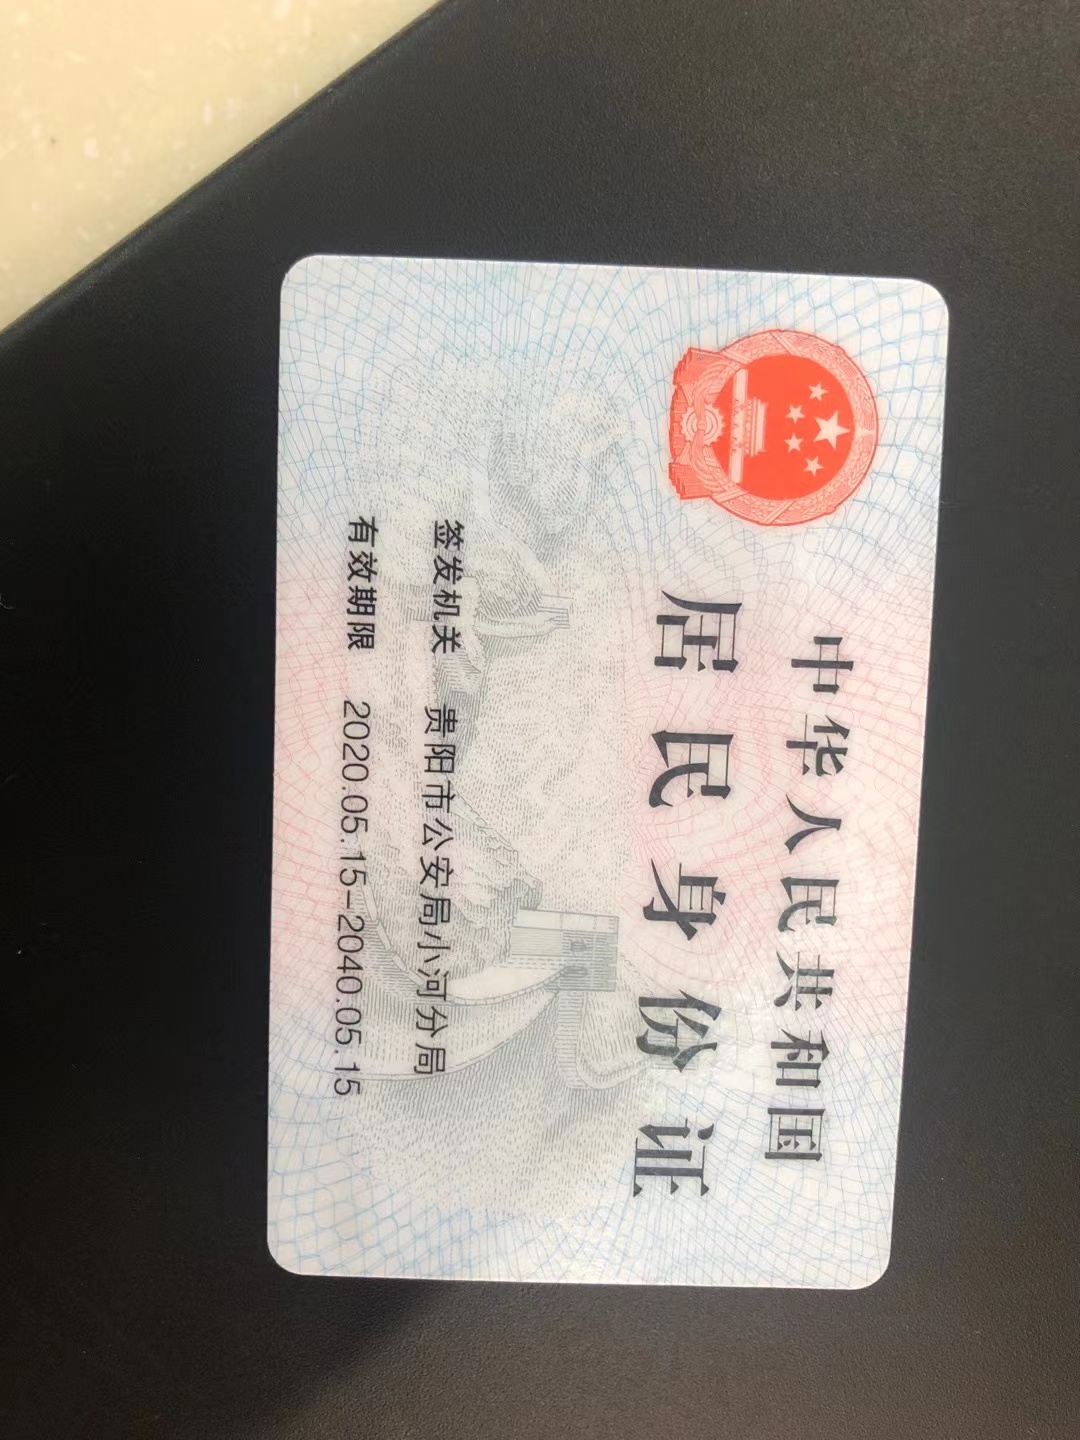 中华人民共和国
居民身份证
签发机关 贵阳市公安局小河分局
有效期限 2020.05.15-2040.05.15